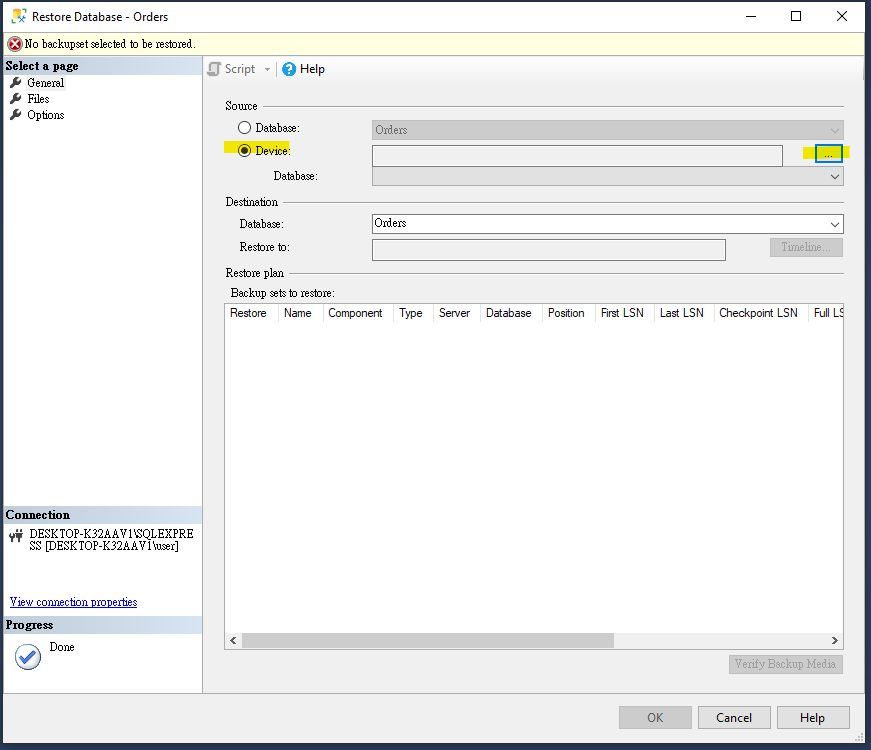 Restore Database - Orders
No backupset selected to be restored.
Select a page
General
Files
Options
Script
Help
Source
Database:
Orders
Device:
...
Database:
Destination
Database:
Orders
Restore to:
Timeline...
Restore plan
Backup sets to restore:
Restore Name Component Type Server Database Position First LSN Last LSN Checkpoint LSN Full LS
Connection
DESKTOP-K32AAV1\SQLEXPRE
SS [DESKTOP-K32AAV1\user]
View connection properties
Progress
Done
Verify Backup Media
OK
Cancel
Help